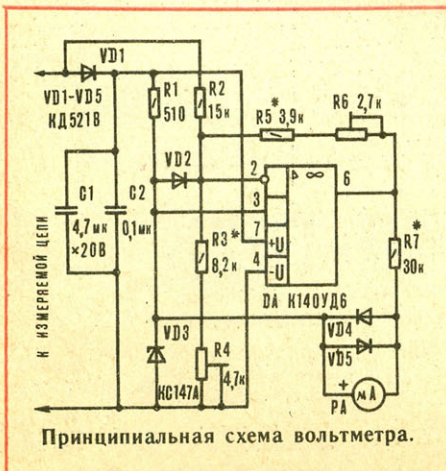 VD1
VD1-VD5
КД521В
R1
510
R2
15к
R5* 3,9к
R6 2,7к
VD2
2
3
7
4
6
▷ ∞
+U
-U
C1
4,7мк
×20В
C2
0,1мк
R3*
8,2к
DA К140УД6
R7*
30к
К ИЗМЕРЯЕМОЙ ЦЕПИ
VD3
КС147А
R4
4,7к
VD4
VD5
+
PA
мА
Принципиальная схема вольтметра.